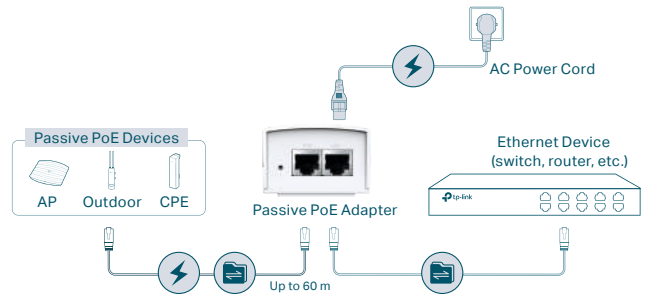 AC Power Cord
Passive PoE Devices
AP
Outdoor
CPE
Passive PoE Adapter
Ethernet Device
(switch, router, etc.)
tp-link
Up to 60 m